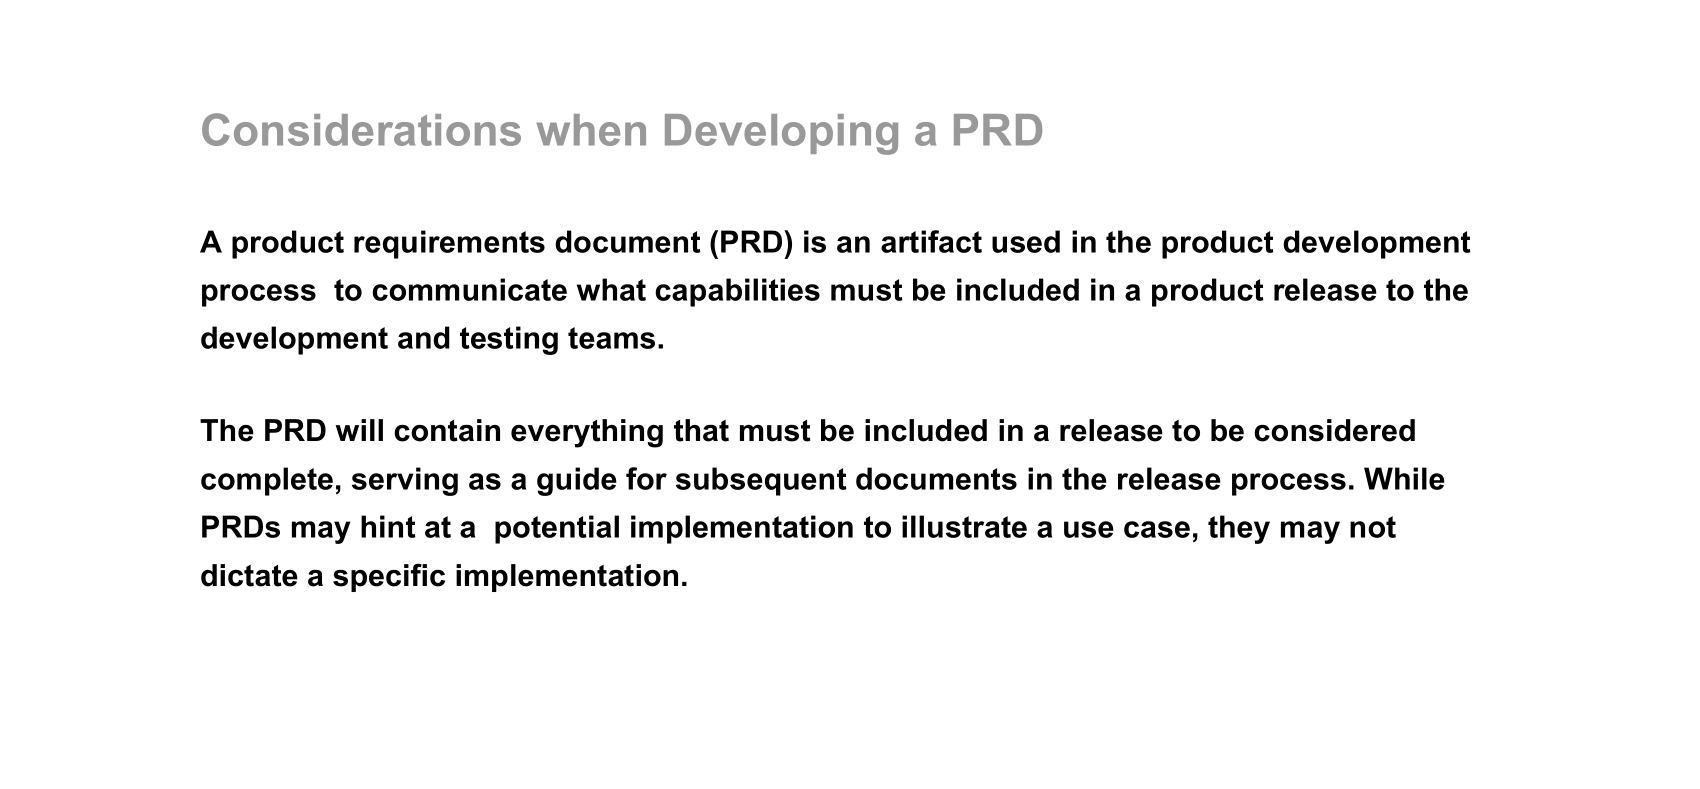 Considerations when Developing a PRD
A product requirements document (PRD) is an artifact used in the product development
process  to communicate what capabilities must be included in a product release to the
development and testing teams.
The PRD will contain everything that must be included in a release to be considered
complete, serving as a guide for subsequent documents in the release process. While
PRDs may hint at a  potential implementation to illustrate a use case, they may not
dictate a specific implementation.